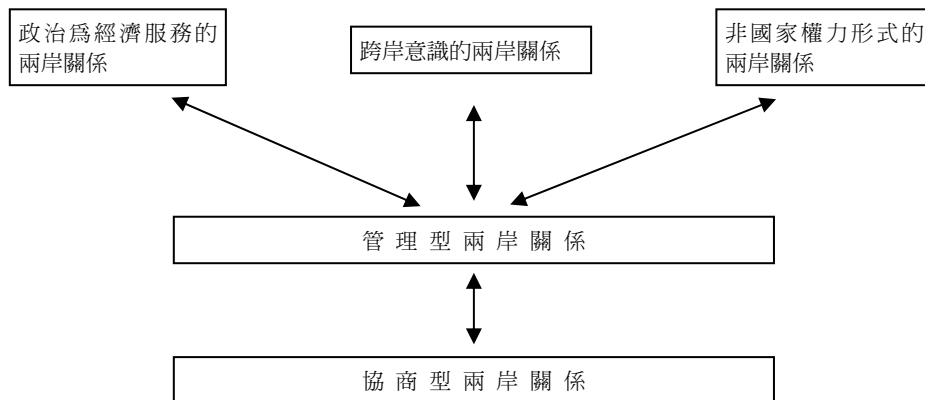 政治爲經濟服務的
兩岸關係
跨岸意識的兩岸關係
非國家權力形式的
兩岸關係
管理型兩岸關係
協商型兩岸關係